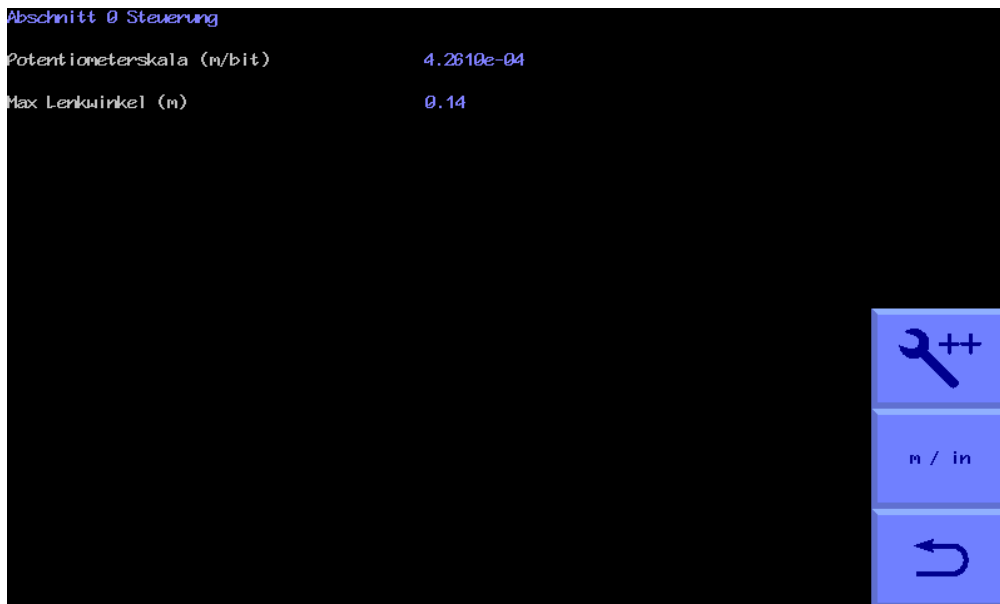 Abschnitt 0 Steuerung
Potentiometerskala (m/bit) 4.2610e-04
Max Lenkwinkel (m) 0.14
++
m / in